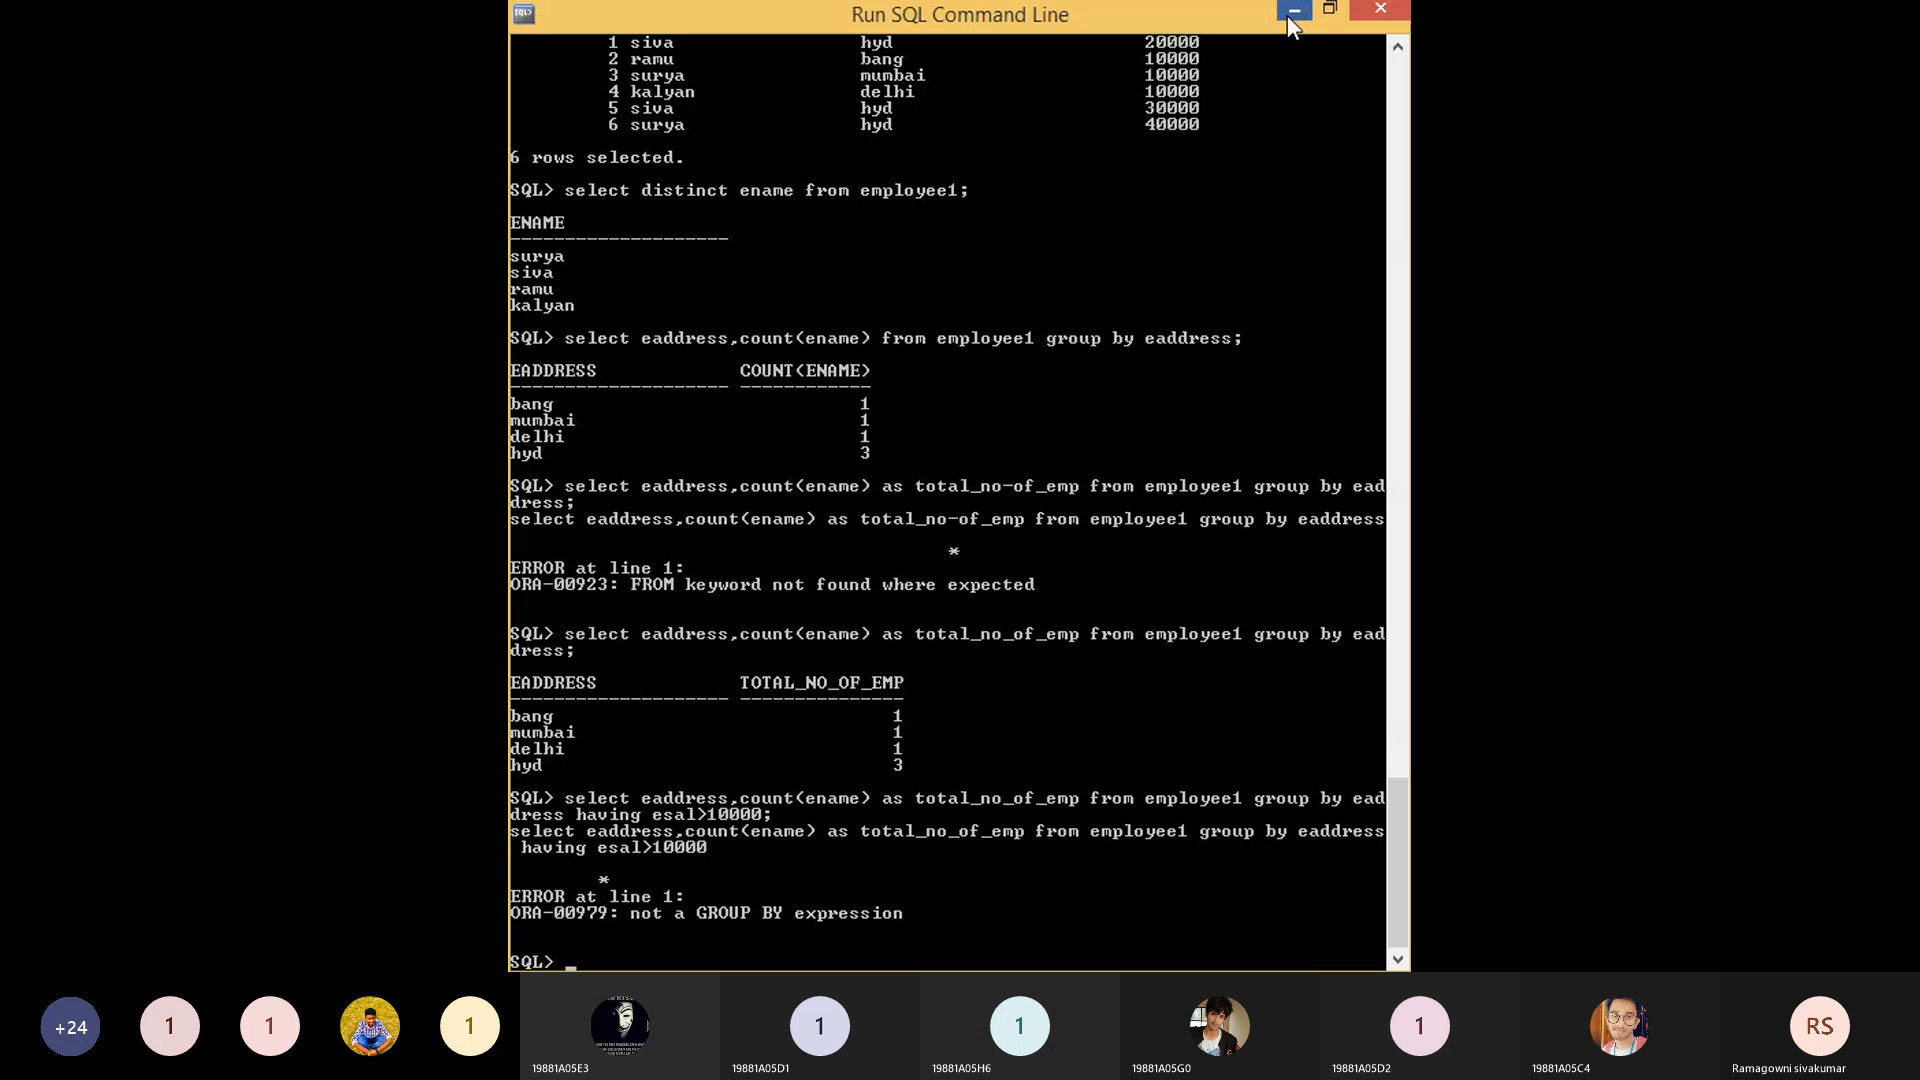 Run SQL Command Line
1 siva hyd 20000
2 ramu bang 10000
3 surya mumbai 10000
4 kalyan delhi 10000
5 siva hyd 30000
6 surya hyd 40000
6 rows selected.
SQL> select distinct ename from employee1;
ENAME
--------------------
surya
siva
ramu
kalyan
SQL> select eaddress,count(ename) from employee1 group by eaddress;
EADDRESS COUNT(ENAME)
-------------------- ------------
bang 1
mumbai 1
delhi 1
hyd 3
SQL> select eaddress,count(ename) as total_no-of_emp from employee1 group by ead
dress;
select eaddress,count(ename) as total_no-of_emp from employee1 group by eaddress
*
ERROR at line 1:
ORA-00923: FROM keyword not found where expected
SQL> select eaddress,count(ename) as total_no_of_emp from employee1 group by ead
dress;
EADDRESS TOTAL_NO_OF_EMP
-------------------- ---------------
bang 1
mumbai 1
delhi 1
hyd 3
SQL> select eaddress,count(ename) as total_no_of_emp from employee1 group by ead
dress having esal>10000;
select eaddress,count(ename) as total_no_of_emp from employee1 group by eaddress
having esal>10000
*
ERROR at line 1:
ORA-00979: not a GROUP BY expression
SQL> _
+24 1 1 1 1 1 1 RS
19881A05E3 19881A05D1 19881A05H6 19881A05G0 19881A05D2 19881A05C4 Ramagowni sivakumar